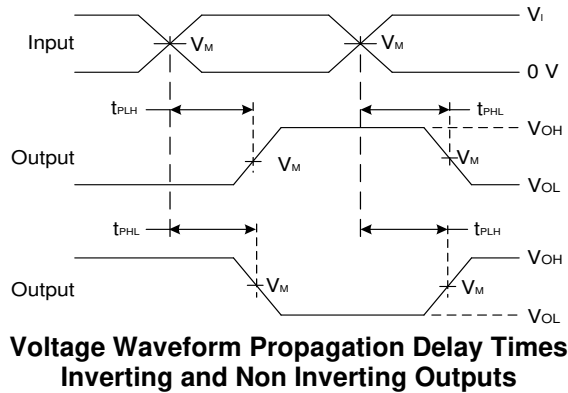 V_I
Input V_M V_M
0 V
t_PLH t_PHL
V_OH
Output V_M V_M
V_OL
t_PHL t_PLH
V_OH
Output V_M V_M
V_OL
Voltage Waveform Propagation Delay Times
Inverting and Non Inverting Outputs